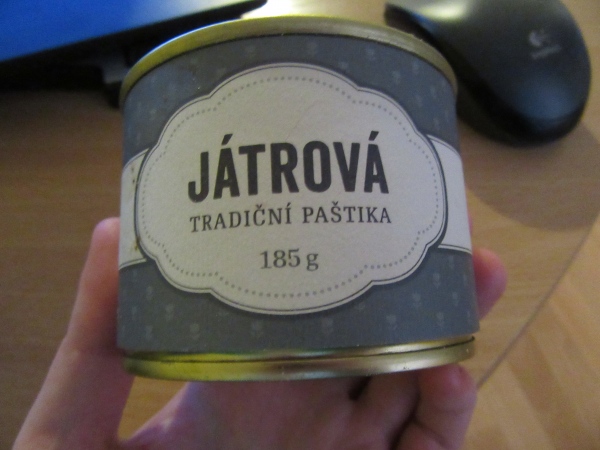 JÁTROVÁ
TRADIČNÍ PAŠTIKA
185 g